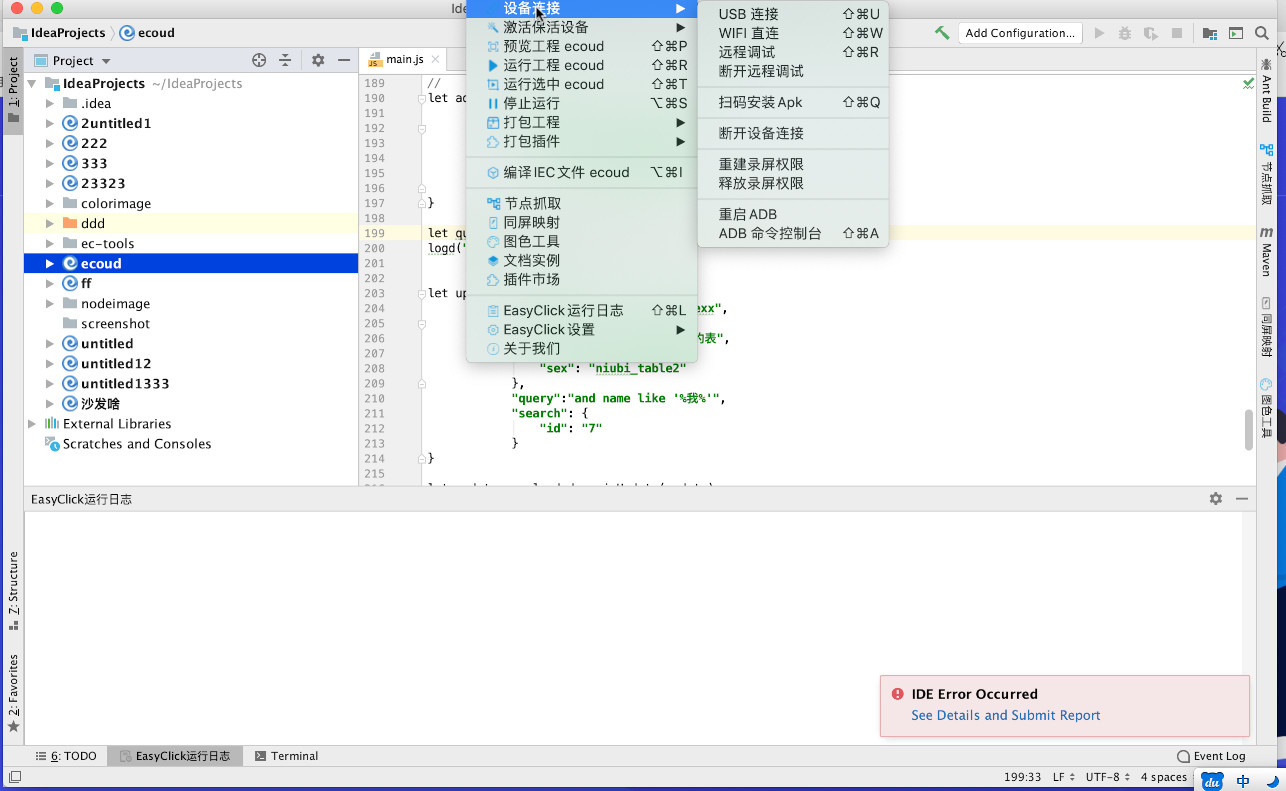 Ide
IdeaProjects
ecoud
Add Configuration...
设备连接
激活保活设备
预览工程 ecoud ⇧⌘P
运行工程 ecoud ⇧⌘R
运行选中 ecoud ⇧⌘T
停止运行 ⌥⌘S
打包工程
打包插件
编译IEC文件 ecoud ⌥⌘I
节点抓取
同屏映射
图色工具
文档实例
插件市场
EasyClick运行日志 ⇧⌘L
EasyClick设置
关于我们
USB 连接 ⇧⌘U
WIFI 直连 ⇧⌘W
远程调试 ⇧⌘R
断开远程调试
扫码安装Apk ⇧⌘Q
断开设备连接
重建录屏权限
释放录屏权限
重启ADB
ADB 命令控制台 ⇧⌘A
1: Project
Project
main.js
IdeaProjects ~/IdeaProjects
.idea
2untitled1
222
333
23323
colorimage
ddd
ec-tools
ecoud
ff
nodeimage
screenshot
untitled
untitled12
untitled1333
沙发啥
External Libraries
Scratches and Consoles
189 //
190 let ad
191
192
193
194
195
196
197 }
198
199 let qu
200 logd("
201
202
203 let up
204 exx",
205
206 的表",
207
208 "sex": "niubi_table2"
209 },
210 "query":"and name like '%我%'",
211 "search": {
212 "id": "7"
213 }
214 }
215
Ant Build
节点抓取
m Maven
同屏映射
图色工具
EasyClick运行日志
Z: Structure
2: Favorites
IDE Error Occurred
See Details and Submit Report
6: TODO
EasyClick运行日志
Terminal
Event Log
199:33 LF UTF-8 4 spaces
du 中